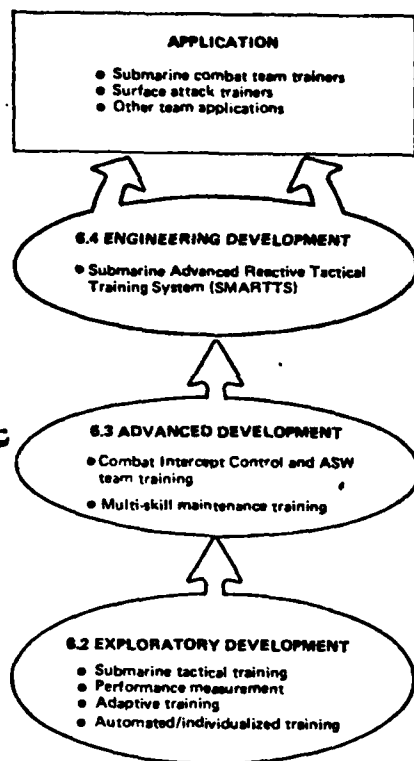 APPLICATION
● Submarine combat team trainers
● Surface attack trainers
● Other team applications
6.4 ENGINEERING DEVELOPMENT
● Submarine Advanced Reactive Tactical
Training System (SMARTTS)
6.3 ADVANCED DEVELOPMENT
● Combat Intercept Control and ASW
team training
● Multi-skill maintenance training
6.2 EXPLORATORY DEVELOPMENT
● Submarine tactical training
● Performance measurement
● Adaptive training
● Automated/individualized training